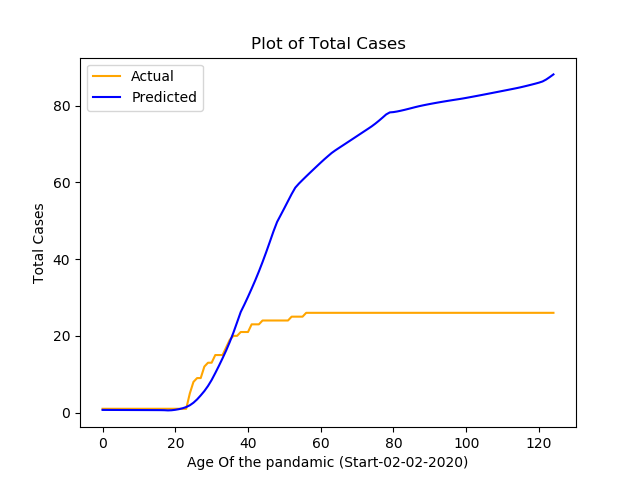 Plot of Total Cases
Actual
Predicted
Total Cases
80
60
40
20
0
0 20 40 60 80 100 120
Age Of the pandamic (Start-02-02-2020)